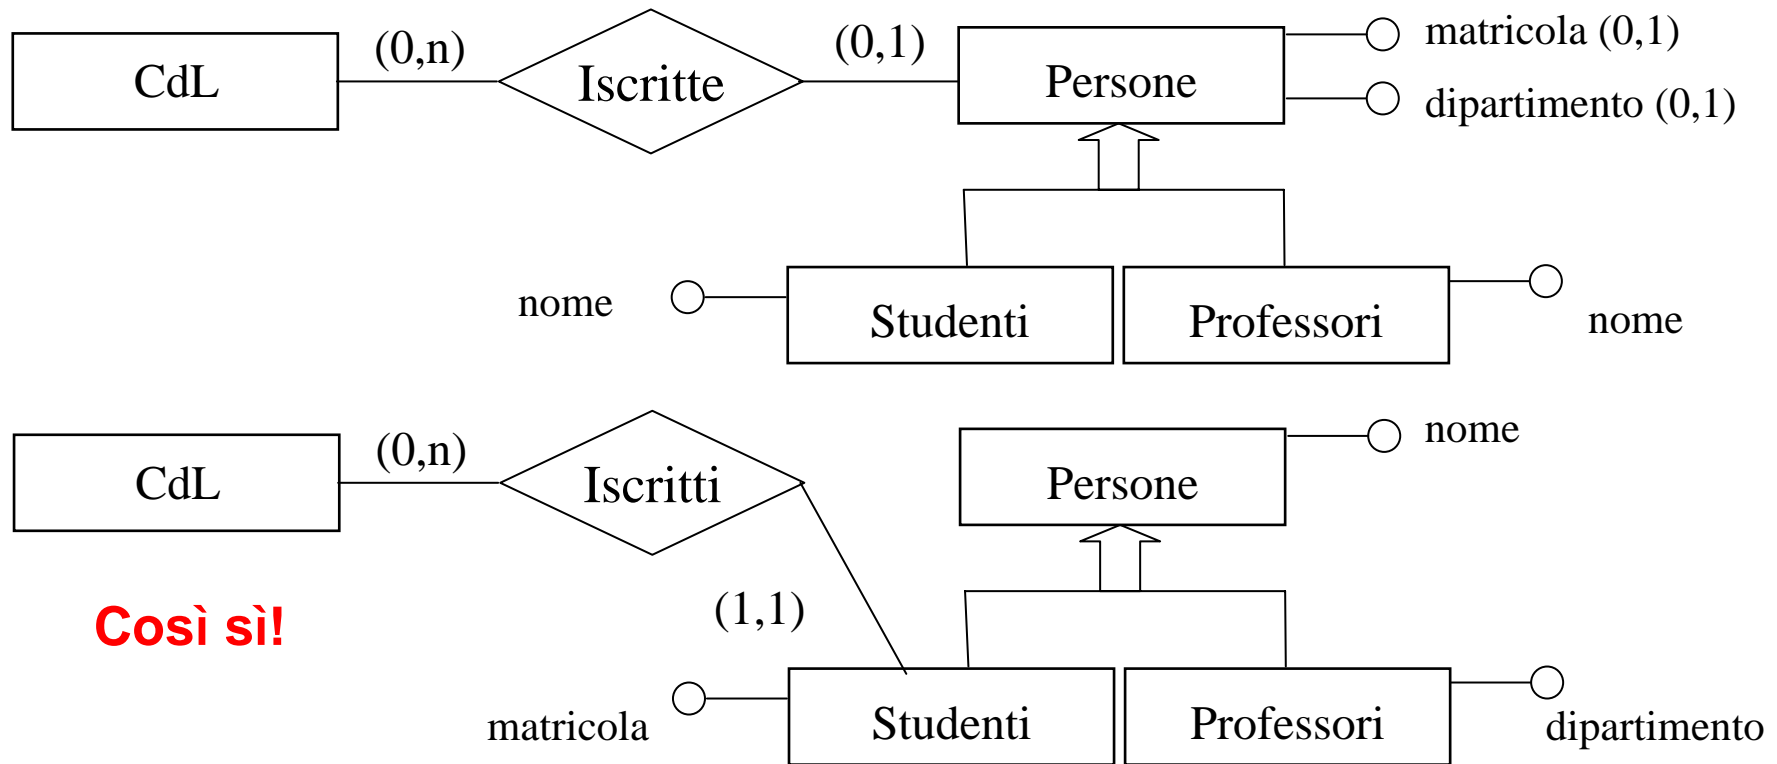 CdL
(0,n)
Iscritte
(0,1)
Persone
matricola (0,1)
dipartimento (0,1)
nome
Studenti
Professori
nome
CdL
(0,n)
Iscritti
Persone
nome
Così sì!
(1,1)
matricola
Studenti
Professori
dipartimento